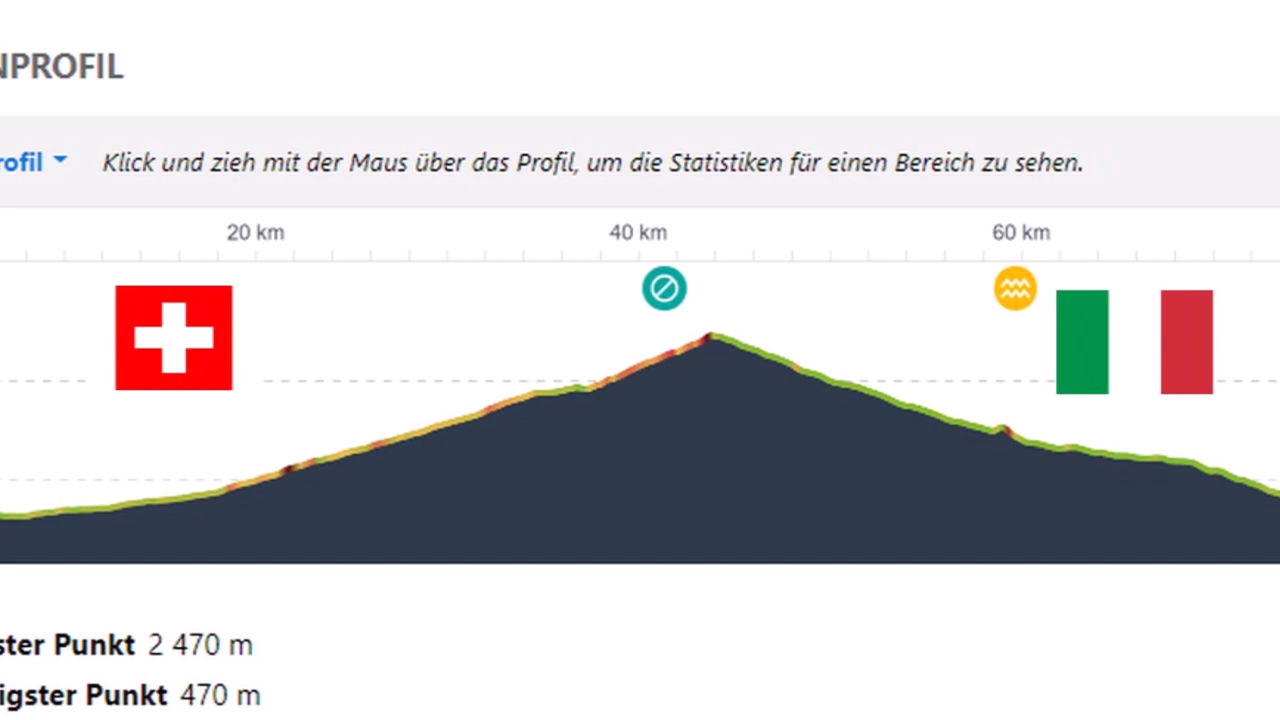 NPROFIL
rofil Klick und zieh mit der Maus über das Profil, um die Statistiken für einen Bereich zu sehen.
20 km 40 km 60 km
ster Punkt 2 470 m
igster Punkt 470 m